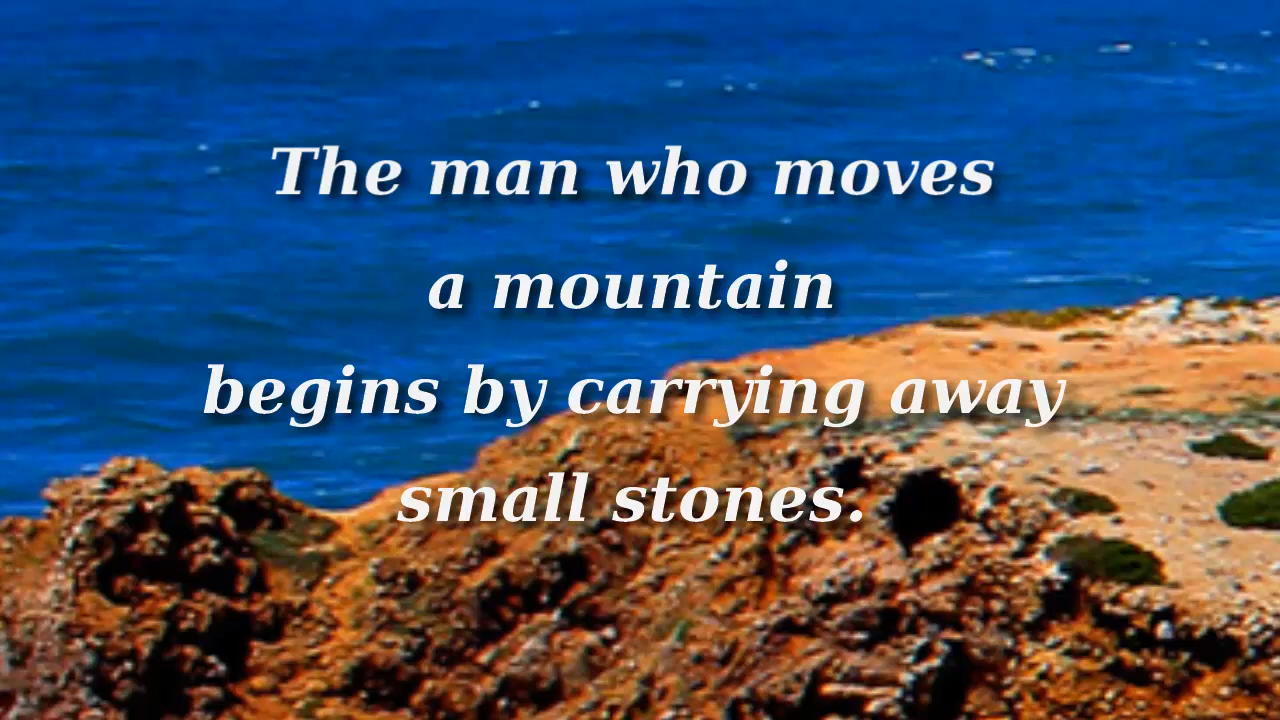 The man who moves
a mountain
begins by carrying away
small stones.